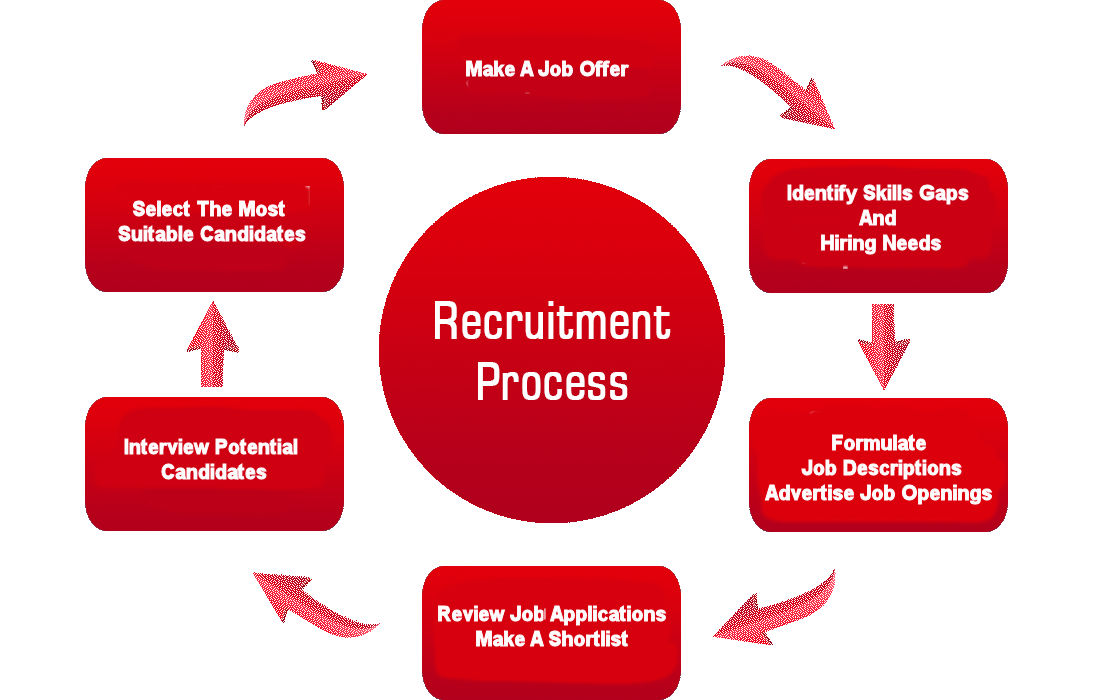 Make A Job Offer
Identify Skills Gaps
And
Hiring Needs
Formulate
Job Descriptions
Advertise Job Openings
Review Job Applications
Make A Shortlist
Interview Potential
Candidates
Select The Most
Suitable Candidates
Recruitment
Process